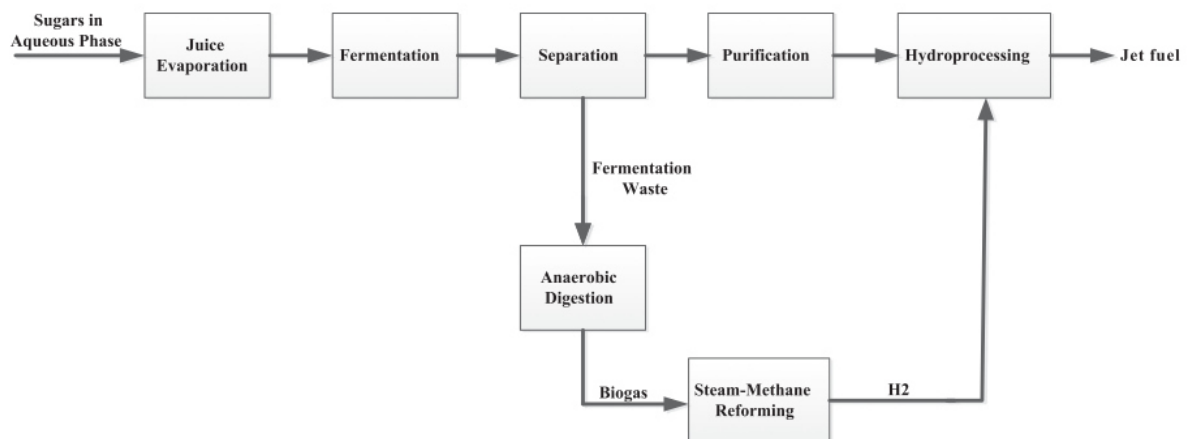 Sugars in
Aqueous Phase
Juice
Evaporation
Fermentation
Separation
Purification
Hydroprocessing
Jet fuel
Fermentation
Waste
Anaerobic
Digestion
Biogas
Steam-Methane
Reforming
H2